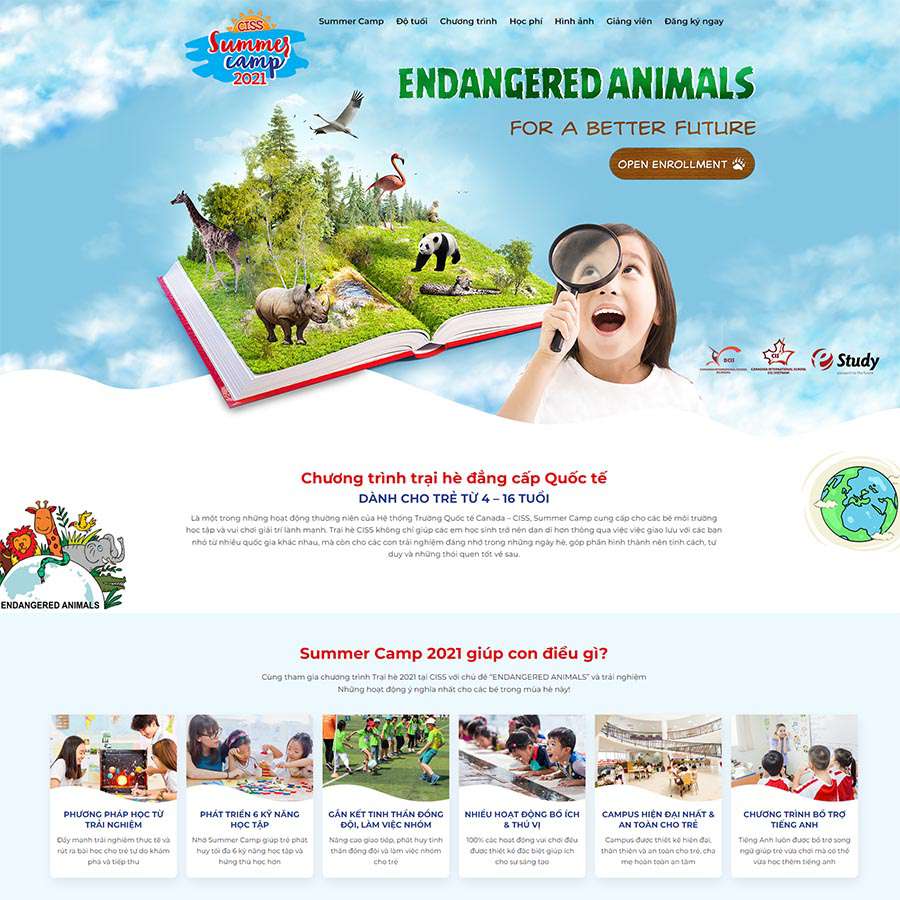 CISS
Summer
camp
2021
Summer Camp Độ tuổi Chương trình Học phí Hình ảnh Giảng viên Đăng ký ngay
ENDANGERED ANIMALS
FOR A BETTER FUTURE
OPEN ENROLLMENT
BCIS
CIS
e Study
Chương trình trại hè đẳng cấp Quốc tế
DÀNH CHO TRẺ TỪ 4 – 16 TUỔI
Là một trong những hoạt động thường niên của Hệ thống Trường Quốc tế Canada – CISS, Summer Camp cung cấp cho các bé môi trường
học tập và vui chơi giải trí lành mạnh. Trại hè CISS không chỉ giúp các em học sinh trở nên dạn dĩ hơn thông qua việc việc giao lưu với các bạn
nhỏ từ nhiều quốc gia khác nhau, mà còn cho các con trải nghiệm đáng nhớ trong những ngày hè, góp phần hình thành nên tính cách, tư
duy và những thói quen tốt về sau.
ENDANGERED ANIMALS
Summer Camp 2021 giúp con điều gì?
Cùng tham gia chương trình Trại hè 2021 tại CISS với chủ đề “ENDANGERED ANIMALS” và trải nghiệm
Những hoạt động ý nghĩa nhất cho các bé trong mùa hè này!
PHƯƠNG PHÁP HỌC TỪ
TRẢI NGHIỆM
Đẩy mạnh trải nghiệm thực tế và
rút ra bài học cho trẻ tự do khám
phá và tiếp thu
PHÁT TRIỂN 6 KỸ NĂNG
HỌC TẬP
Nhờ Summer Camp giúp trẻ phát
huy tối đa 6 kỹ năng học tập và
hứng thú học hơn
GẮN KẾT TINH THẦN ĐỒNG
ĐỘI, LÀM VIỆC NHÓM
Nâng cao giao tiếp, phát huy tinh
thần đồng đội và làm việc nhóm
cho trẻ
NHIỀU HOẠT ĐỘNG BỔ ÍCH
& THÚ VỊ
100% các hoạt động vui chơi đều
được thiết kế đặc biệt giúp ích
cho sự sáng tạo
CAMPUS HIỆN ĐẠI NHẤT &
AN TOÀN CHO TRẺ
Campus được thiết kế hiện đại,
thân thiện và an toàn cho trẻ, cha
mẹ hoàn toàn an tâm
CHƯƠNG TRÌNH BỔ TRỢ
TIẾNG ANH
Tiếng Anh luôn được bổ trợ song
ngữ giúp trẻ vừa chơi mà có thể
vừa học thêm tiếng anh